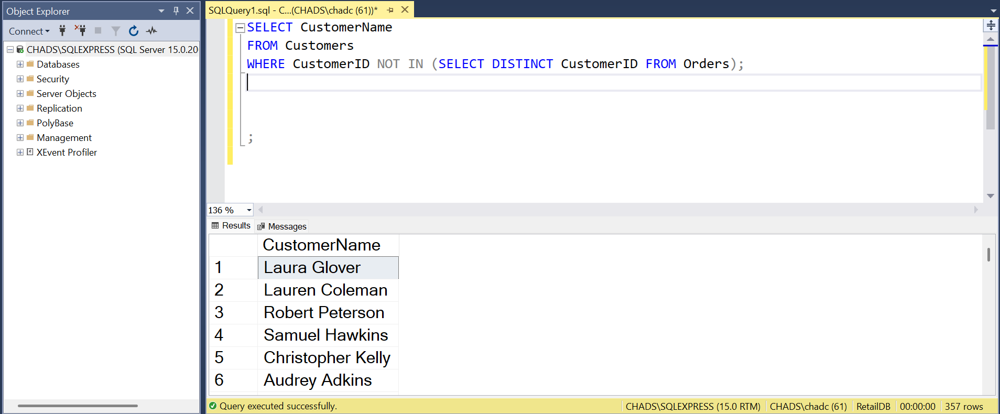 Object Explorer
Connect
CHADS\SQLEXPRESS (SQL Server 15.0.20
Databases
Security
Server Objects
Replication
PolyBase
Management
XEvent Profiler
SQLQuery1.sql - C...(CHADS\chadc (61))*
SELECT CustomerName
FROM Customers
WHERE CustomerID NOT IN (SELECT DISTINCT CustomerID FROM Orders);
;
136 %
Results Messages
CustomerName
1 Laura Glover
2 Lauren Coleman
3 Robert Peterson
4 Samuel Hawkins
5 Christopher Kelly
6 Audrey Adkins
Query executed successfully. CHADS\SQLEXPRESS (15.0 RTM) CHADS\chadc (61) RetailDB 00:00:00 357 rows